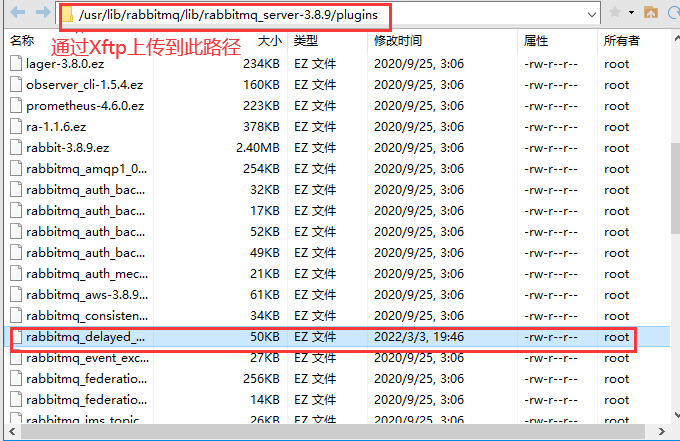 /usr/lib/rabbitmq/lib/rabbitmq_server-3.8.9/plugins
通过Xftp上传到此路径
名称 大小 类型 修改时间 属性 所有者
lager-3.8.0.ez 234KB EZ 文件 2020/9/25, 3:06 -rw-r--r-- root
observer_cli-1.5.4.ez 160KB EZ 文件 2020/9/25, 3:06 -rw-r--r-- root
prometheus-4.6.0.ez 223KB EZ 文件 2020/9/25, 3:06 -rw-r--r-- root
ra-1.1.6.ez 378KB EZ 文件 2020/9/25, 3:06 -rw-r--r-- root
rabbit-3.8.9.ez 2.40MB EZ 文件 2020/9/25, 3:06 -rw-r--r-- root
rabbitmq_amqp1_0... 254KB EZ 文件 2020/9/25, 3:06 -rw-r--r-- root
rabbitmq_auth_bac... 32KB EZ 文件 2020/9/25, 3:06 -rw-r--r-- root
rabbitmq_auth_bac... 17KB EZ 文件 2020/9/25, 3:06 -rw-r--r-- root
rabbitmq_auth_bac... 52KB EZ 文件 2020/9/25, 3:06 -rw-r--r-- root
rabbitmq_auth_bac... 49KB EZ 文件 2020/9/25, 3:06 -rw-r--r-- root
rabbitmq_auth_mec... 21KB EZ 文件 2020/9/25, 3:06 -rw-r--r-- root
rabbitmq_aws-3.8.9... 61KB EZ 文件 2020/9/25, 3:06 -rw-r--r-- root
rabbitmq_consisten... 34KB EZ 文件 2020/9/25, 3:06 -rw-r--r-- root
rabbitmq_delayed_... 50KB EZ 文件 2022/3/3, 19:46 -rw-r--r-- root
rabbitmq_event_exc... 27KB EZ 文件 2020/9/25, 3:06 -rw-r--r-- root
rabbitmq_federatio... 256KB EZ 文件 2020/9/25, 3:06 -rw-r--r-- root
rabbitmq_federatio... 14KB EZ 文件 2020/9/25, 3:06 -rw-r--r-- root
rabbitmq_jms_topic... 26KB EZ 文件 2020/9/25, 3:06 -rw-r--r-- root